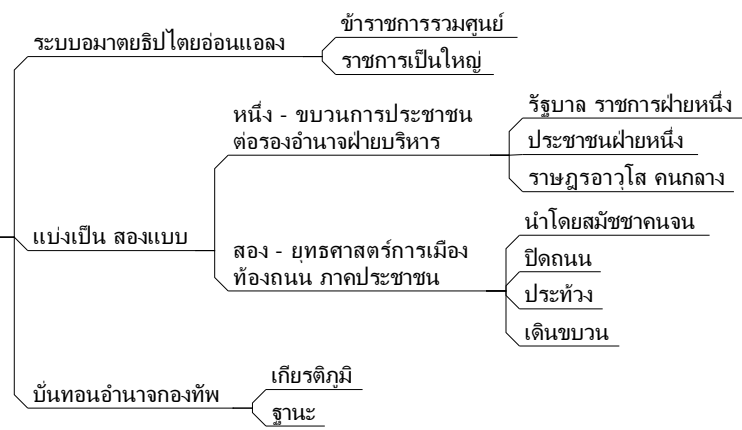 ระบบอมาตยธิปไตยอ่อนแอลง
ข้าราชการรวมศูนย์
ราชการเป็นใหญ่
แบ่งเป็น สองแบบ
หนึ่ง - ขบวนการประชาชน
ต่อรองอำนาจฝ่ายบริหาร
รัฐบาล ราชการฝ่ายหนึ่ง
ประชาชนฝ่ายหนึ่ง
ราษฎรอาวุโส คนกลาง
สอง - ยุทธศาสตร์การเมือง
ท้องถนน ภาคประชาชน
นำโดยสมัชชาคนจน
ปิดถนน
ประท้วง
เดินขบวน
บั่นทอนอำนาจกองทัพ
เกียรติภูมิ
ฐานะ